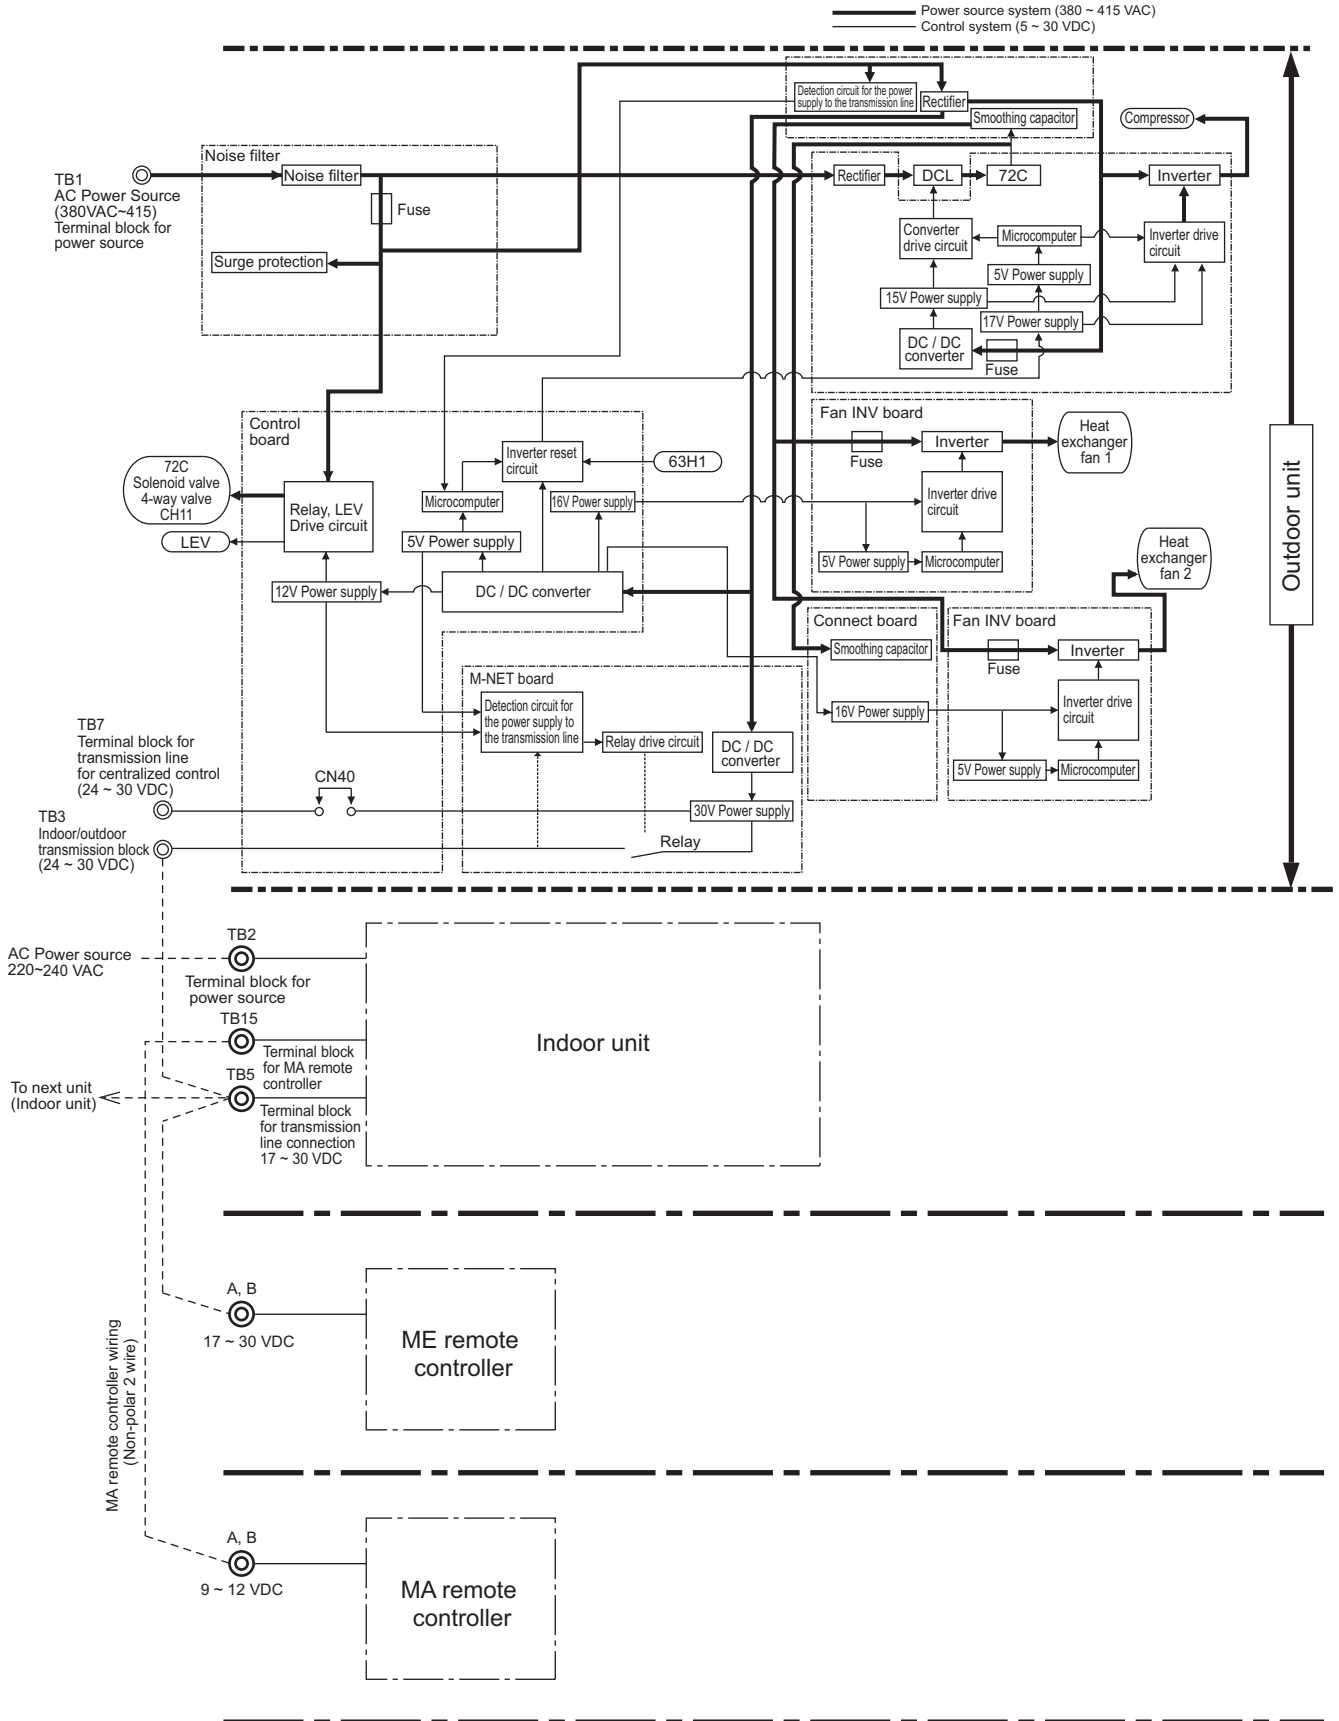 Power source system (380 ~ 415 VAC)
Control system (5 ~ 30 VDC)
Detection circuit for the power
supply to the transmission line
Rectifier
Smoothing capacitor
Compressor
Noise filter
TB1
AC Power Source
(380VAC~415)
Terminal block for
power source
Noise filter
Fuse
Surge protection
Rectifier
DCL
72C
Inverter
Converter
drive circuit
Microcomputer
Inverter drive
circuit
5V Power supply
15V Power supply
17V Power supply
DC / DC
converter
Fuse
Control
board
72C
Solenoid valve
4-way valve
CH11
LEV
Relay, LEV
Drive circuit
12V Power supply
Inverter reset
circuit
63H1
Microcomputer
16V Power supply
5V Power supply
DC / DC converter
Fan INV board
Fuse
Inverter
Heat
exchanger
fan 1
Inverter drive
circuit
5V Power supply
Microcomputer
Heat
exchanger
fan 2
Outdoor unit
Connect board
Smoothing capacitor
16V Power supply
Fan INV board
Fuse
Inverter
Inverter drive
circuit
5V Power supply
Microcomputer
M-NET board
Detection circuit for
the power supply to
the transmission line
Relay drive circuit
DC / DC
converter
30V Power supply
Relay
TB7
Terminal block for
transmission line
for centralized control
(24 ~ 30 VDC)
CN40
TB3
Indoor/outdoor
transmission block
(24 ~ 30 VDC)
AC Power source
220~240 VAC
TB2
Terminal block for
power source
TB15
Terminal block
for MA remote
controller
TB5
Terminal block
for transmission
line connection
17 ~ 30 VDC
To next unit
(Indoor unit)
Indoor unit
A, B
17 ~ 30 VDC
ME remote
controller
MA remote controller wiring
(Non-polar 2 wire)
A, B
9 ~ 12 VDC
MA remote
controller